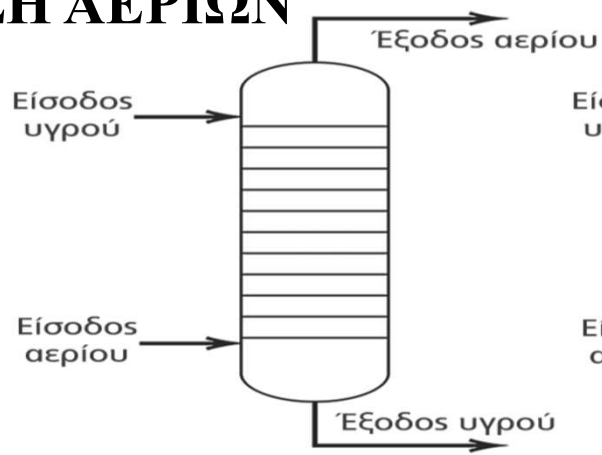 ΑΕΡΙΩΝ
Έξοδος αερίου
Είσοδος
υγρού
Είσοδος
αερίου
Έξοδος υγρού